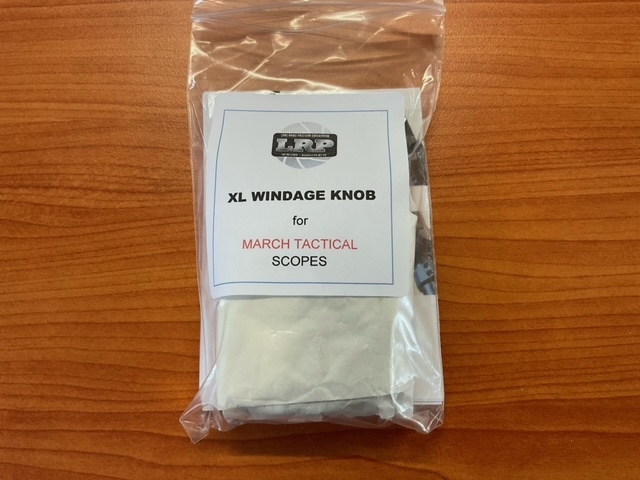 LRP
XL WINDAGE KNOB
for
MARCH TACTICAL
SCOPES